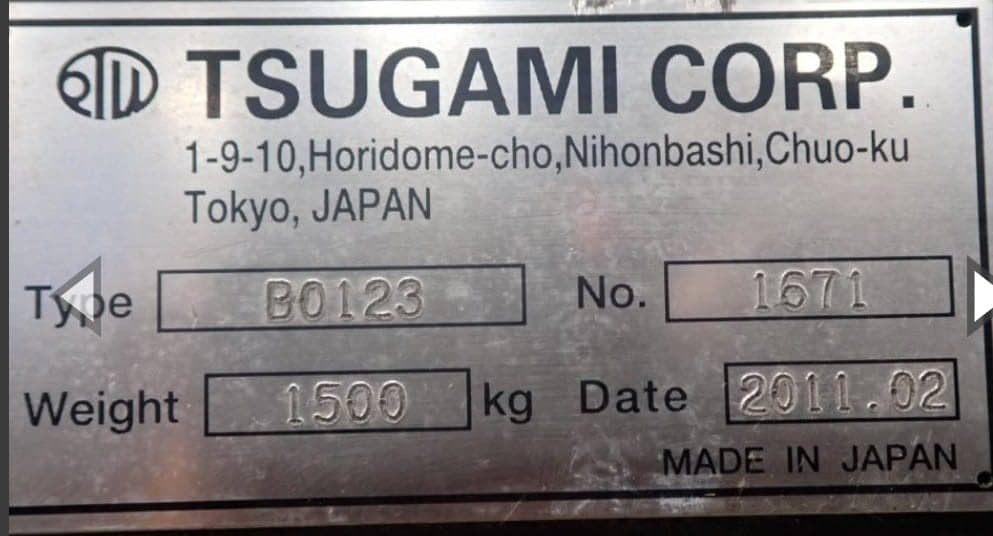 TSUGAMI CORP.
1-9-10,Horidome-cho,Nihonbashi,Chuo-ku
Tokyo, JAPAN
Type B0123 No. 1671
Weight 1500 kg Date 2011.02
MADE IN JAPAN